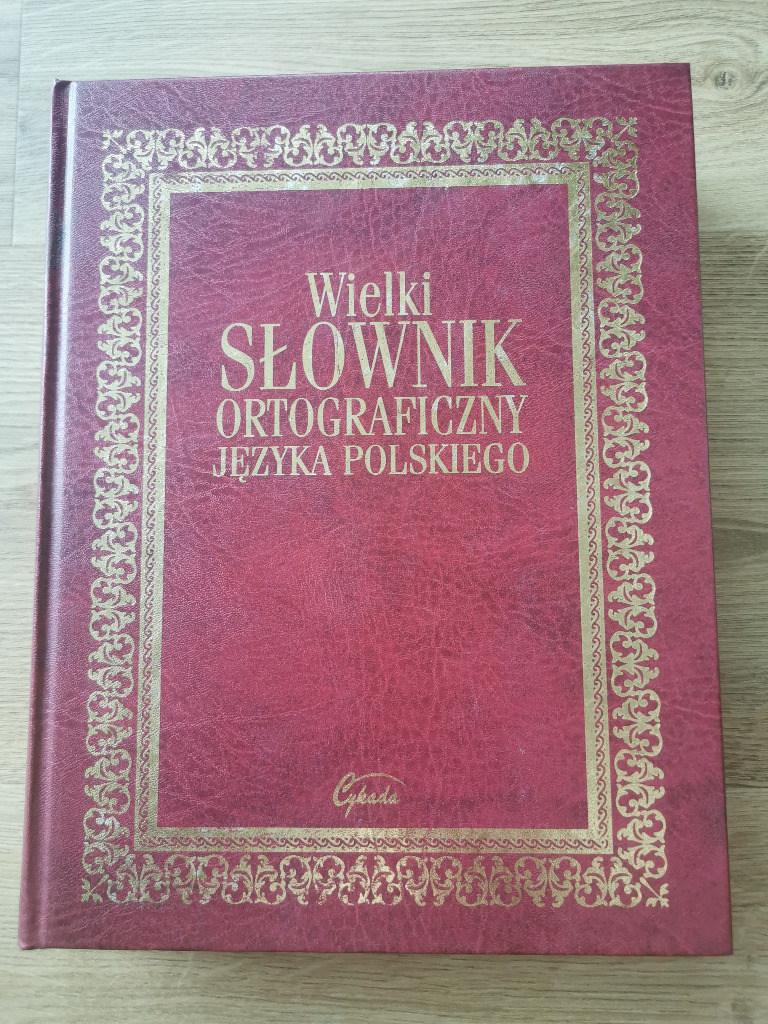 Wielki
SŁOWNIK
ORTOGRAFICZNY
JĘZYKA POLSKIEGO
Cykada